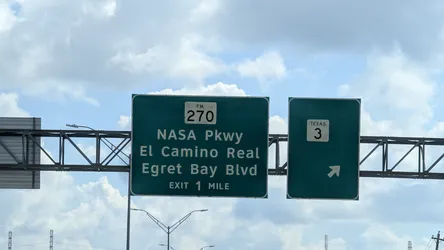 FM
270
NASA Pkwy
El Camino Real
Egret Bay Blvd
EXIT 1 MILE
TEXAS
3